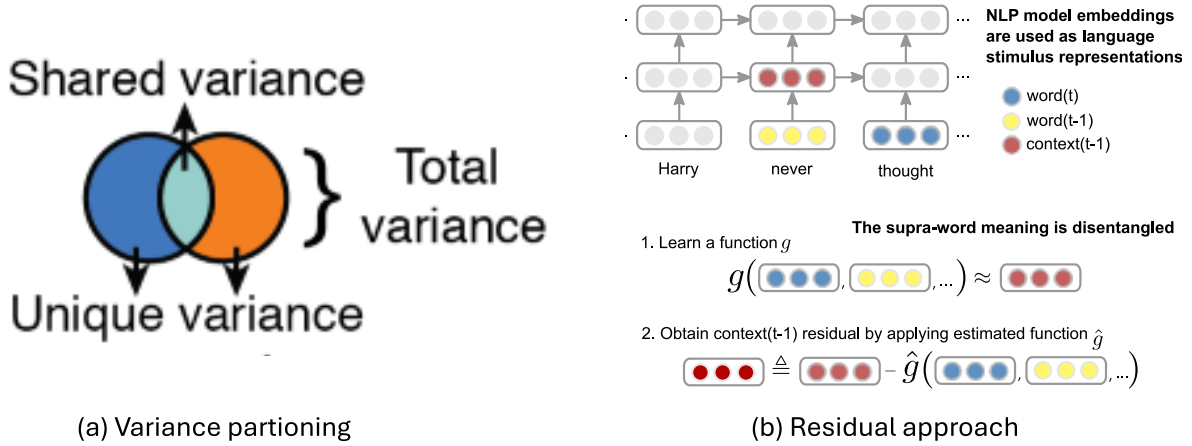 Shared variance
Total
variance
Unique variance
(a) Variance partioning
NLP model embeddings
are used as language
stimulus representations
...
...
...
word(t)
word(t-1)
context(t-1)
Harry never thought
The supra-word meaning is disentangled
1. Learn a function g
g( , ,...) ≈
2. Obtain context(t-1) residual by applying estimated function ĝ
≜ - ĝ( , ,...)
(b) Residual approach